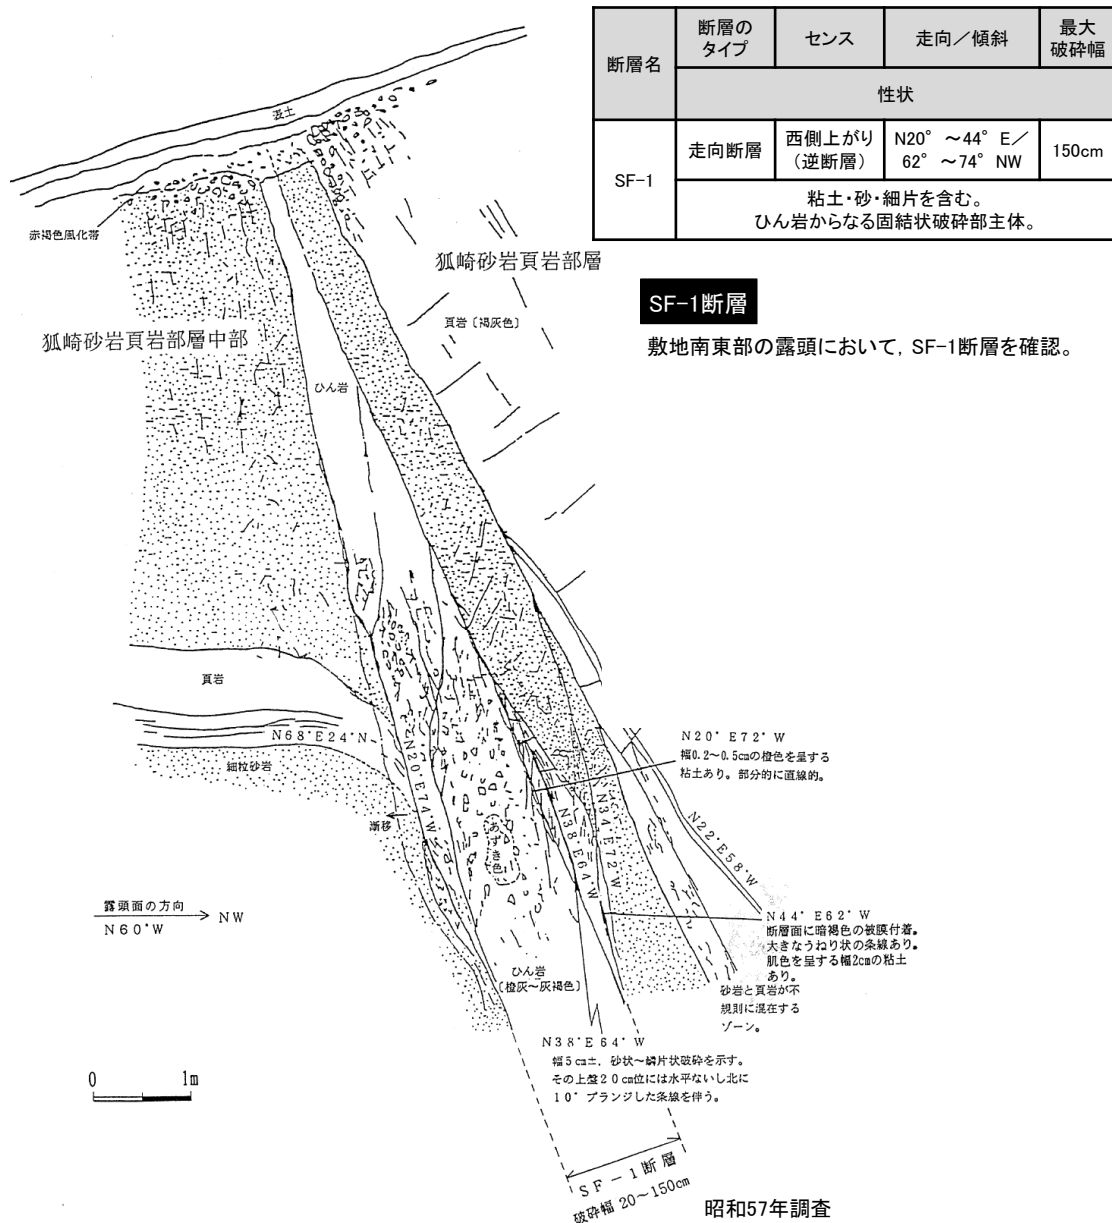 断層名
断層の
タイプ
センス
走向／傾斜
最大
破砕幅
性状
SF-1
走向断層
西側上がり
（逆断層）
N20° ～44° E／
62° ～74° NW
150cm
粘土・砂・細片を含む。
ひん岩からなる固結状破砕部主体。
SF-1断層
敷地南東部の露頭において，SF-1断層を確認。
表土
赤褐色風化帯
狐崎砂岩頁岩部層
頁岩〔褐灰色〕
狐崎砂岩頁岩部層中部
ひん岩
頁岩
N68°E24°N
細粒砂岩
漸移
N20°E74°W
あずき色
N20°E72°W
幅0.2～0.5cmの橙色を呈する
粘土あり。部分的に直線的。
N38°E64°W
N34°E72°W
N22°E58°W
露頭面の方向
N60°W
NW
N44°E62°W
断層面に暗褐色の被膜付着。
大きなうねり状の条線あり。
肌色を呈する幅2cmの粘土
あり。
砂岩と頁岩が不
規則に混在する
ゾーン。
ひん岩
〔橙灰～灰褐色〕
N38°E64°W
幅5cm±，砂状～鱗片状破砕を示す。
その上盤20cm位には水平ないし北に
10°プランジした条線を伴う。
0 1m
SF－1断層
破砕幅 20～150cm
昭和57年調査